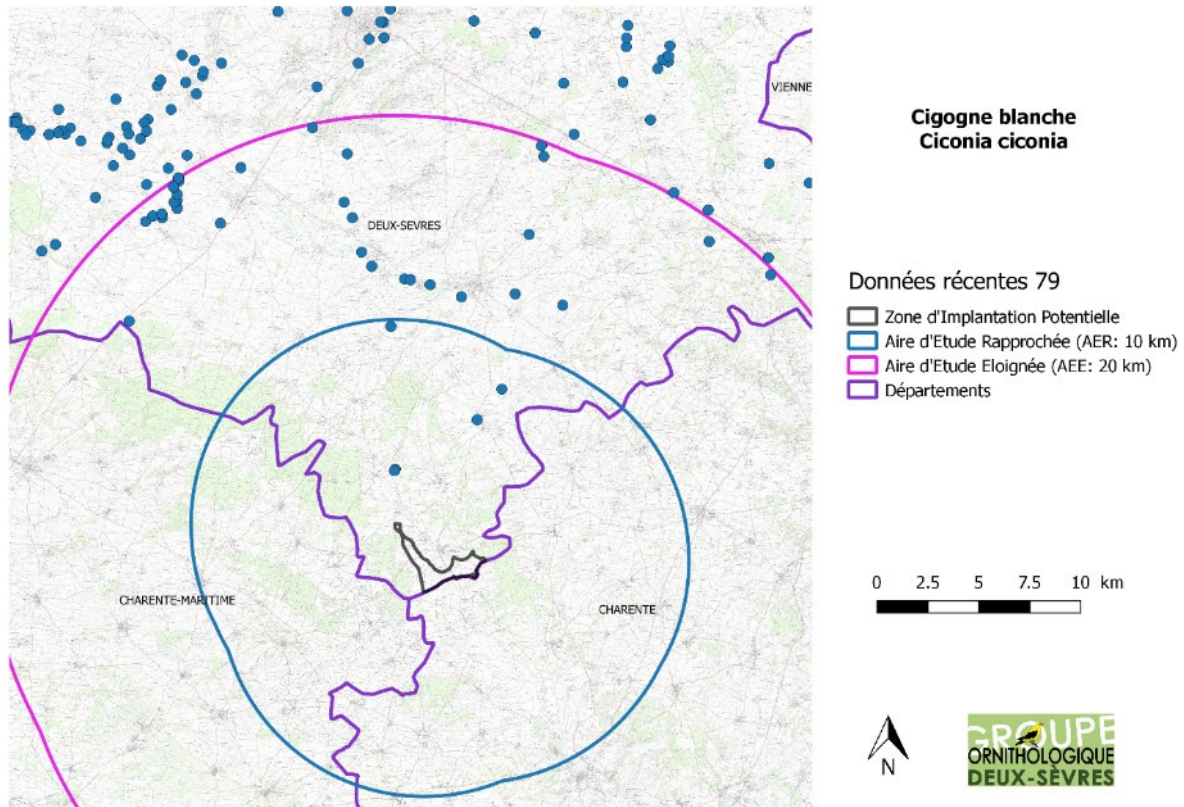 VIENNE
DEUX-SEVRES
CHARENTE-MARITIME
CHARENTE
Cigogne blanche
Ciconia ciconia
Données récentes 79
Zone d'Implantation Potentielle
Aire d'Etude Rapprochée (AER: 10 km)
Aire d'Etude Eloignée (AEE: 20 km)
Départements
0 2.5 5 7.5 10 km
N
GROUPE
ORNITHOLOGIQUE
DEUX-SÈVRES